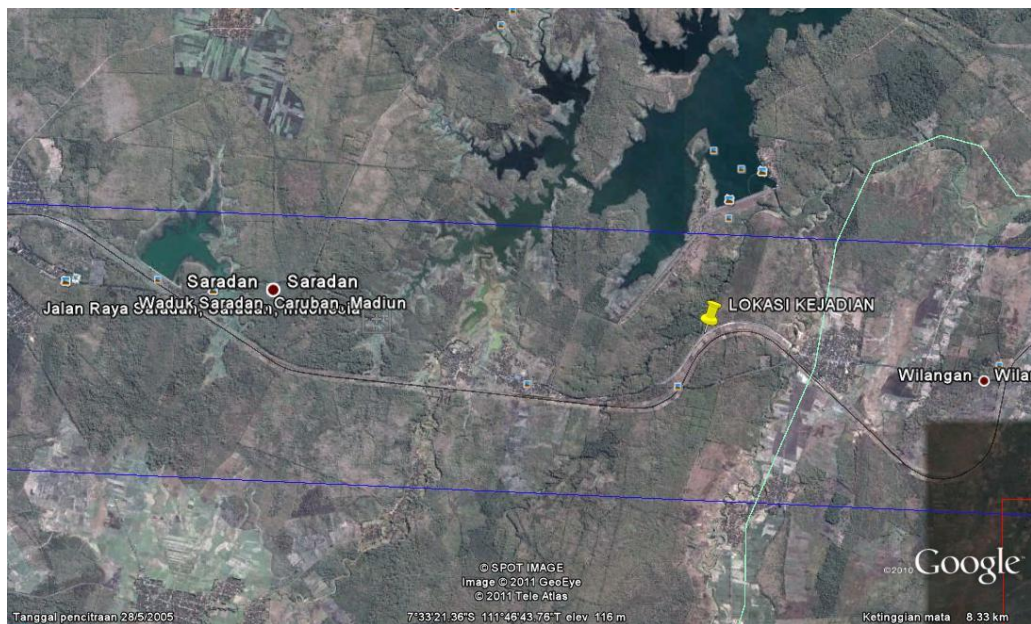 Saradan Saradan
Jalan Raya Saradan, Saradan, Indonesia
Waduk Saradan, Caruban, Madiun
LOKASI KEJADIAN
Wilangan Wila
© SPOT IMAGE
Image © 2011 GeoEye
© 2011 Tele Atlas
©2010 Google
Tanggal pencitraan 28/5/2005
7°33'21.36"S 111°46'43.76"T elev 116 m
Ketinggian mata 8.33 km